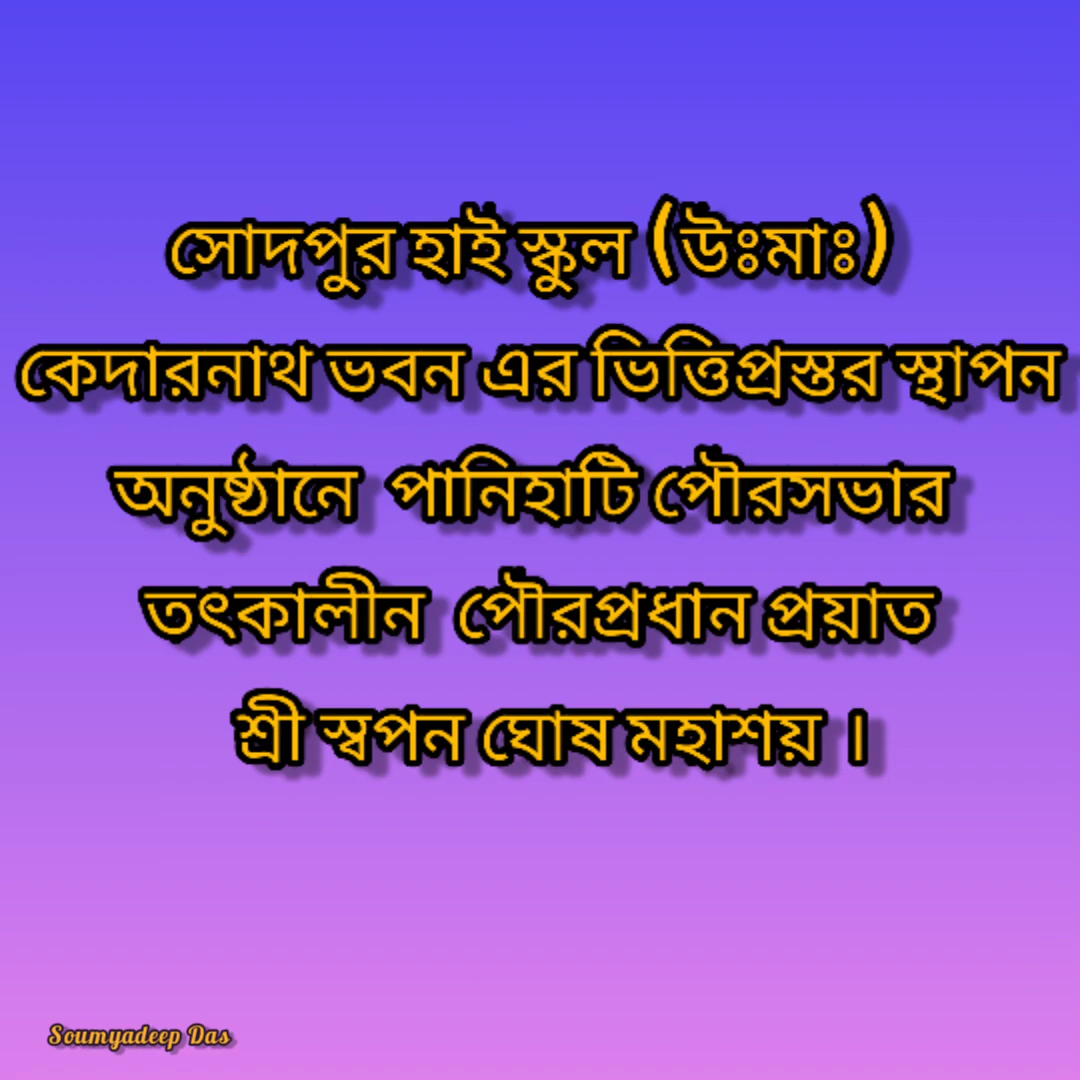 সোদপুর হাই স্কুল (উঃমাঃ)
কেদারনাথ ভবন এর ভিত্তিপ্রস্তর স্থাপন
অনুষ্ঠানে পানিহাটি পৌরসভার
তৎকালীন পৌরপ্রধান প্রয়াত
শ্রী স্বপন ঘোষ মহাশয় ।
Soumyadeep Das